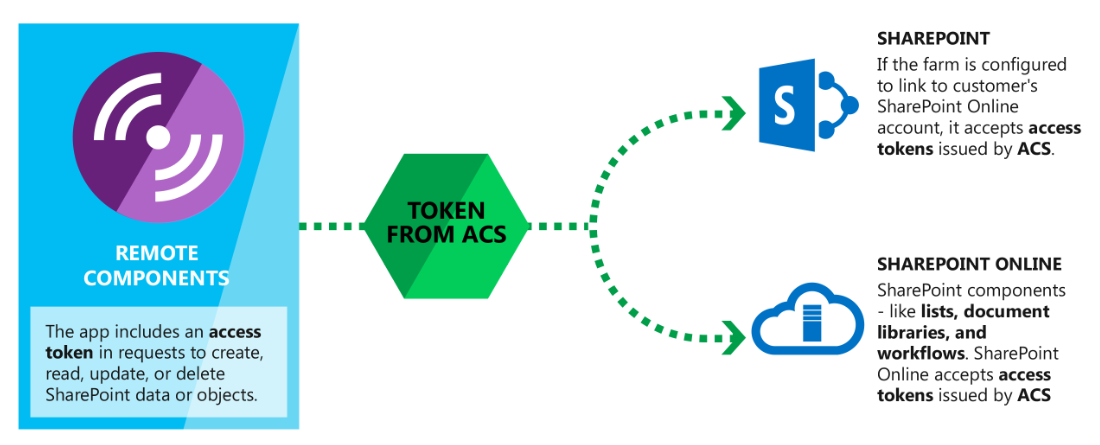 REMOTE
COMPONENTS
The app includes an access
token in requests to create,
read, update, or delete
SharePoint data or objects.
TOKEN
FROM ACS
S
SHAREPOINT
If the farm is configured
to link to customer's
SharePoint Online
account, it accepts access
tokens issued by ACS.
SHAREPOINT ONLINE
SharePoint components
- like lists, document
libraries, and
workflows. SharePoint
Online accepts access
tokens issued by ACS